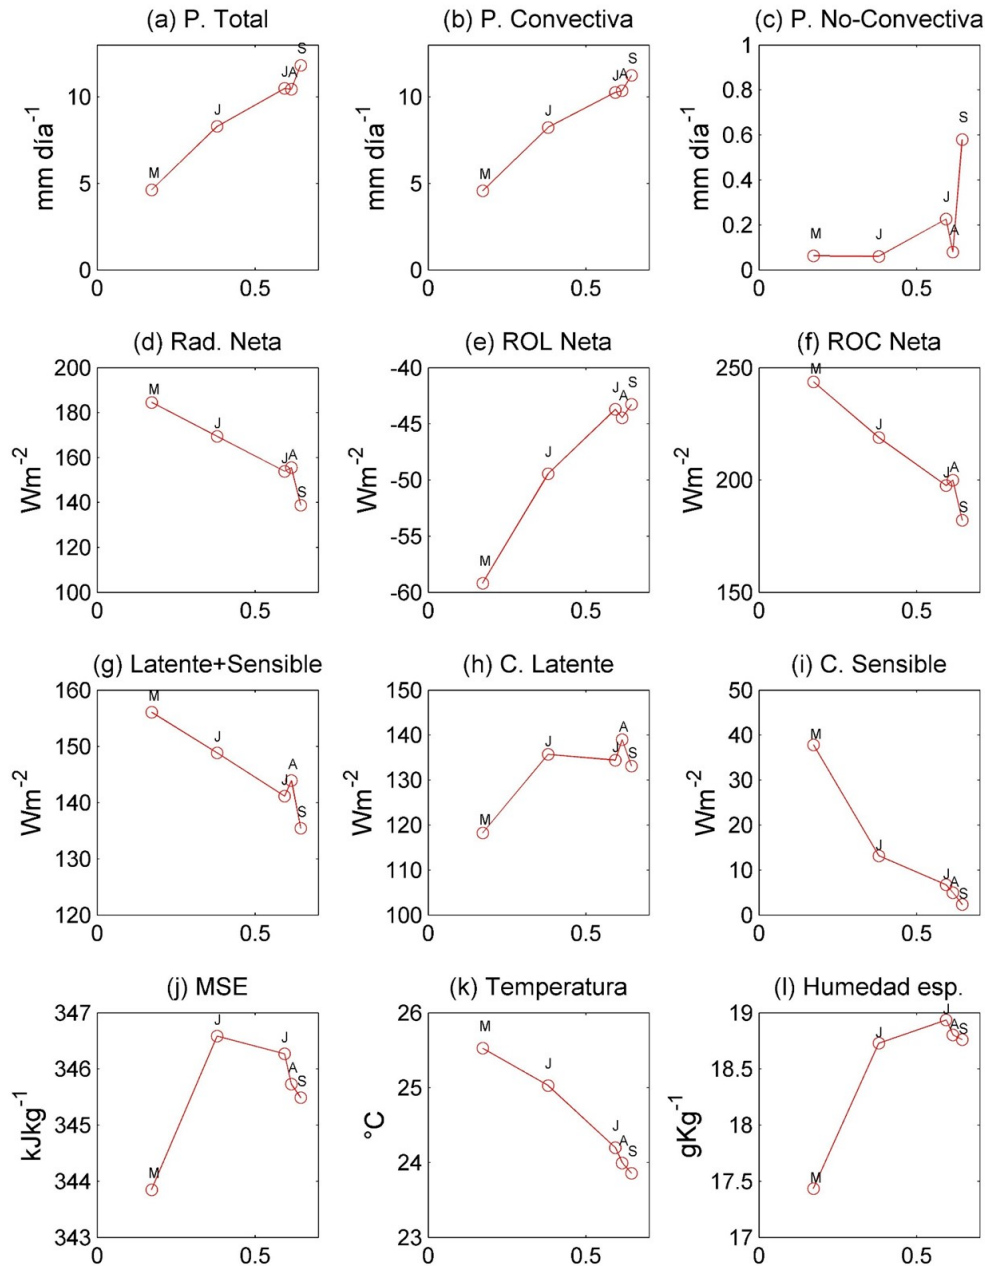 (a) P. Total
(b) P. Convectiva
(c) P. No-Convectiva
mm día-1
10
5
0
0
0.5
M
J
J
A
S
mm día-1
10
5
0
0
0.5
M
J
J
A
S
mm día-1
1
0.8
0.6
0.4
0.2
0
0
0.5
M
J
J
A
S
(d) Rad. Neta
(e) ROL Neta
(f) ROC Neta
Wm-2
200
180
160
140
120
100
0
0.5
M
J
J
A
S
Wm-2
-40
-45
-50
-55
-60
0
0.5
M
J
J
A
S
Wm-2
250
200
150
0
0.5
M
J
J
A
S
(g) Latente+Sensible
(h) C. Latente
(i) C. Sensible
Wm-2
160
150
140
130
120
0
0.5
M
J
J
A
S
Wm-2
150
140
130
120
110
100
0
0.5
M
J
J
A
S
Wm-2
50
40
30
20
10
0
0
0.5
M
J
J
A
S
(j) MSE
(k) Temperatura
(l) Humedad esp.
kJkg-1
347
346
345
344
343
0
0.5
M
J
J
A
S
°C
26
25
24
23
0
0.5
M
J
J
A
S
gKg-1
19
18.5
18
17.5
17
0
0.5
M
J
J
A
S